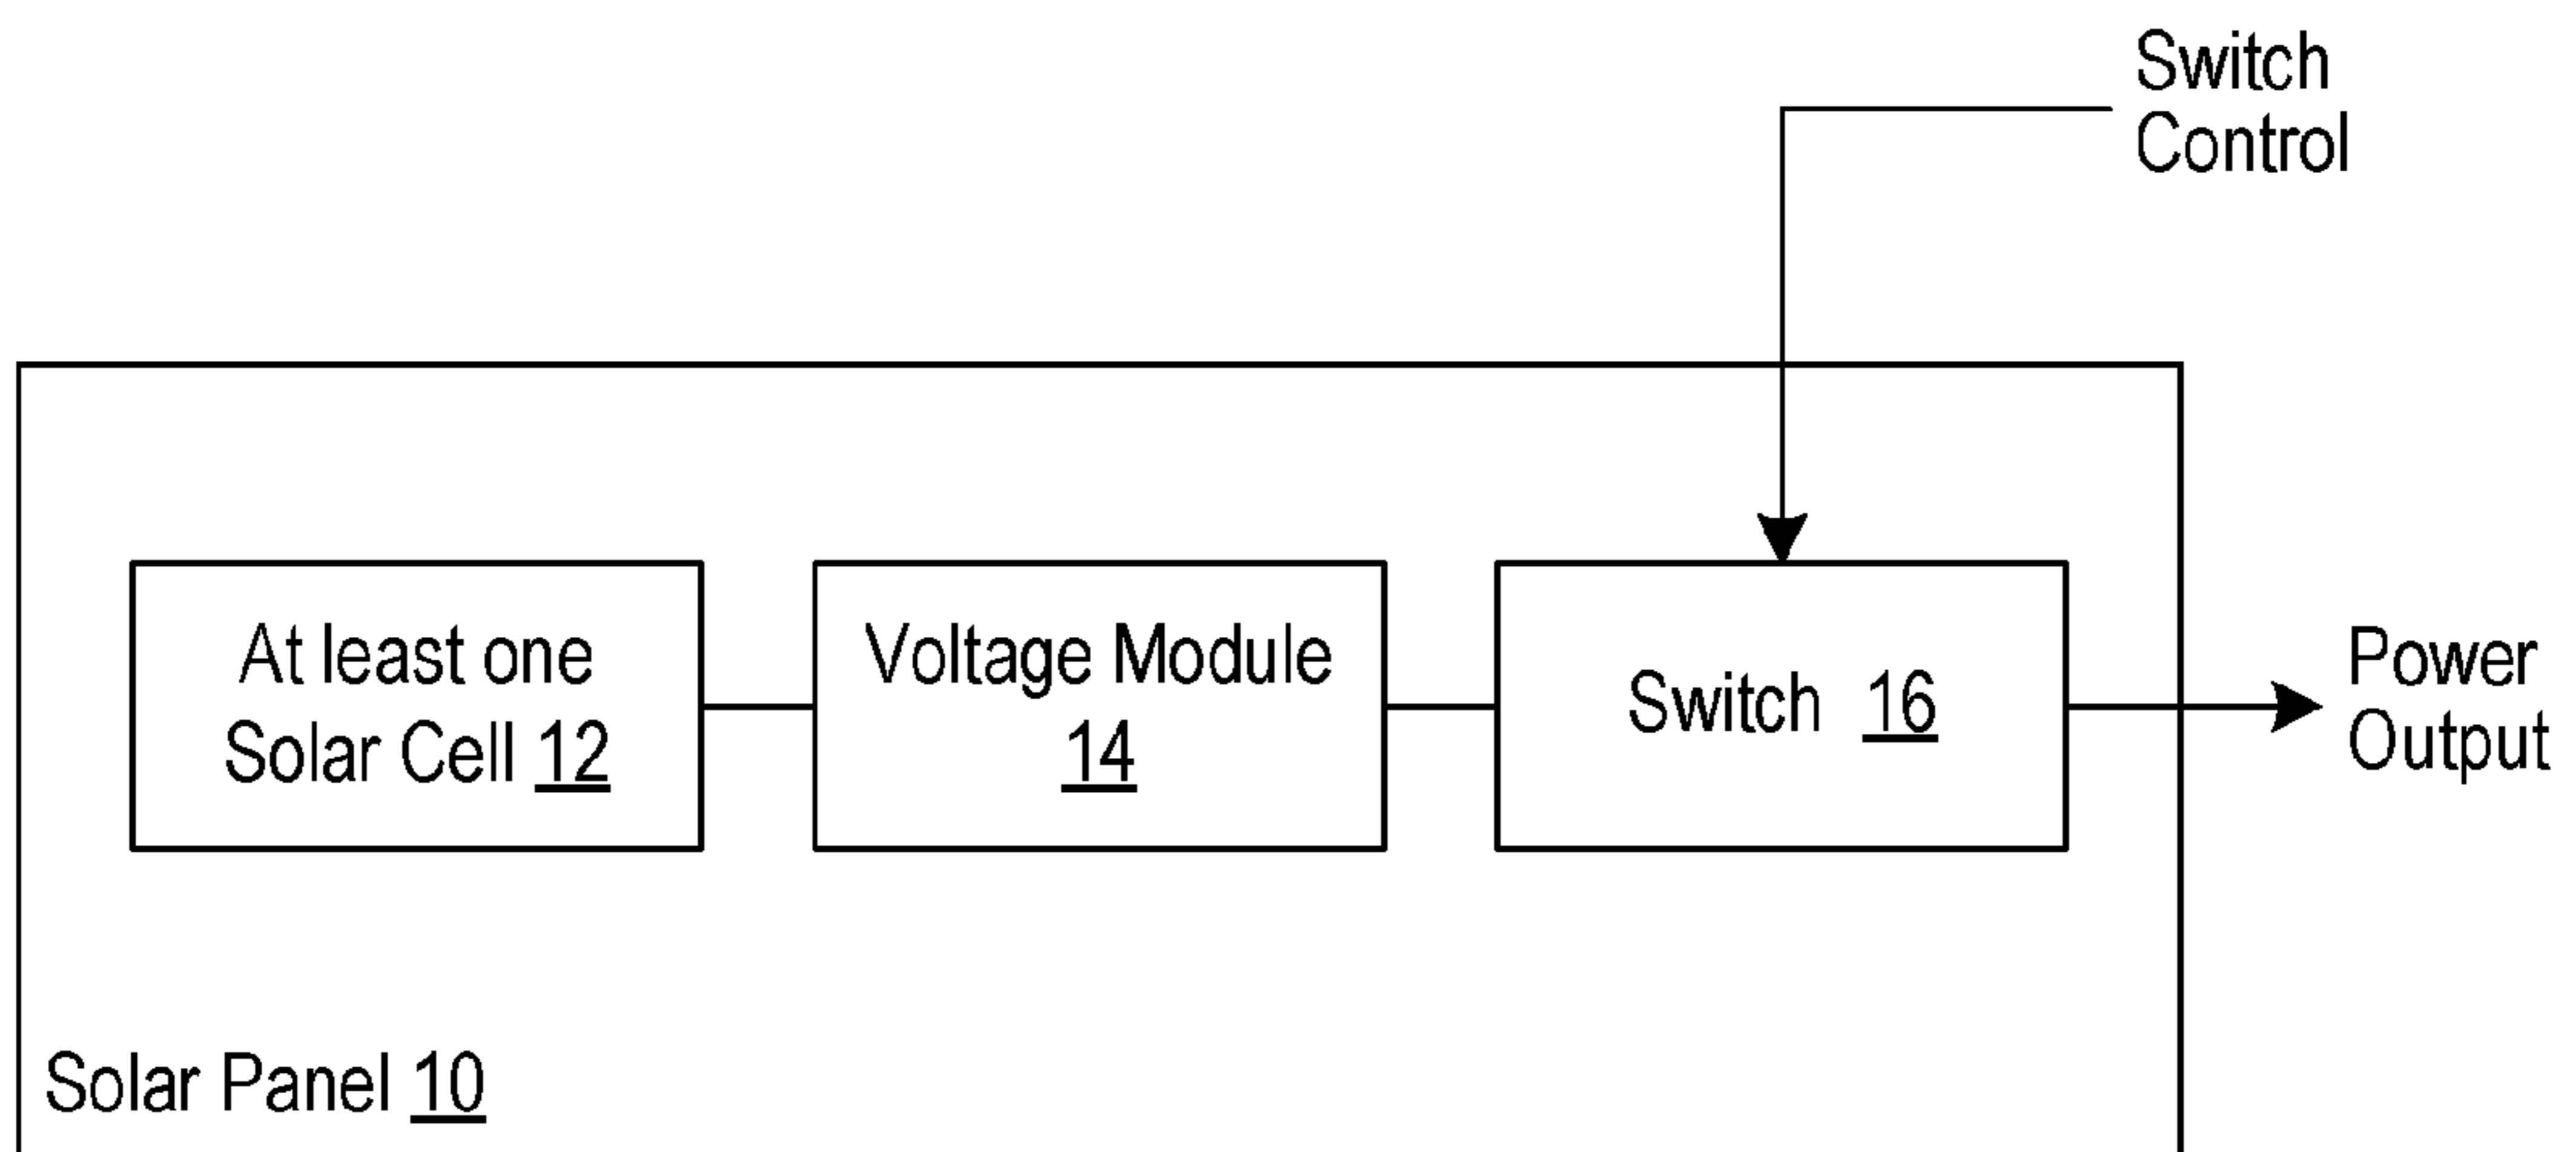 Switch
Control
At least one
Solar Cell 12
Voltage Module
14
Switch 16
Power
Output
Solar Panel 10